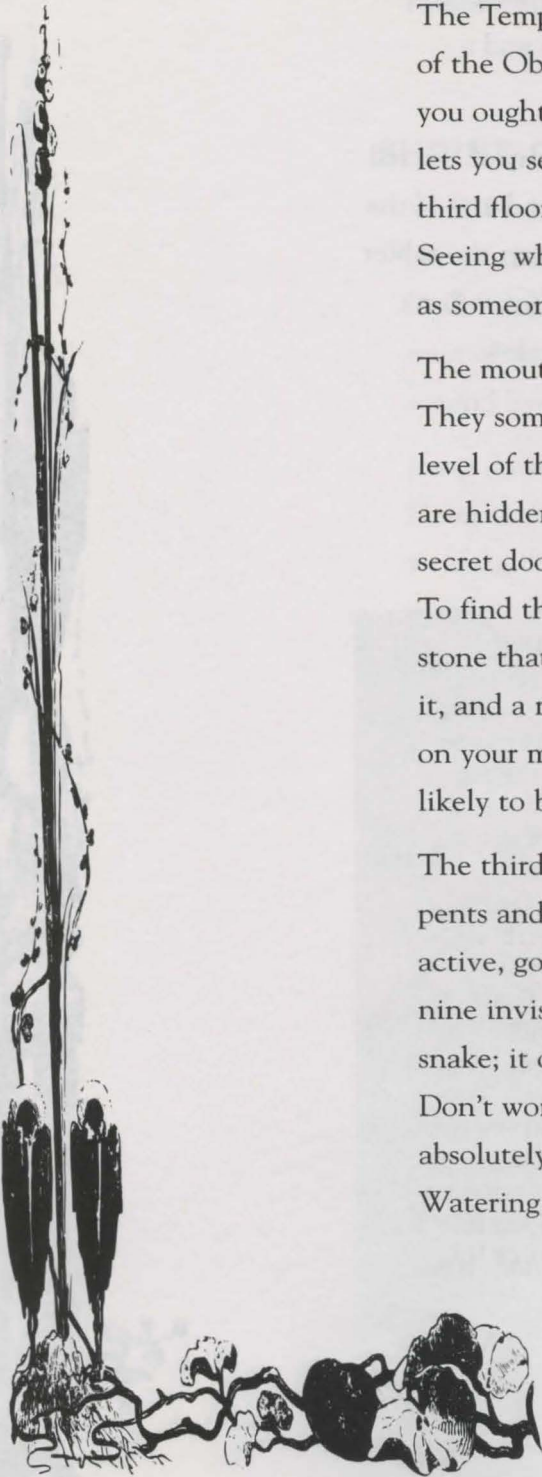 The Temp
of the Ob
you ought
lets you se
third floor
Seeing wh
as someon
The mout
They som
level of th
are hidden
secret doo
To find th
stone that
it, and a r
on your m
likely to b
The third
pents and
active, go
nine invis
snake; it c
Don't wor
absolutely
Watering